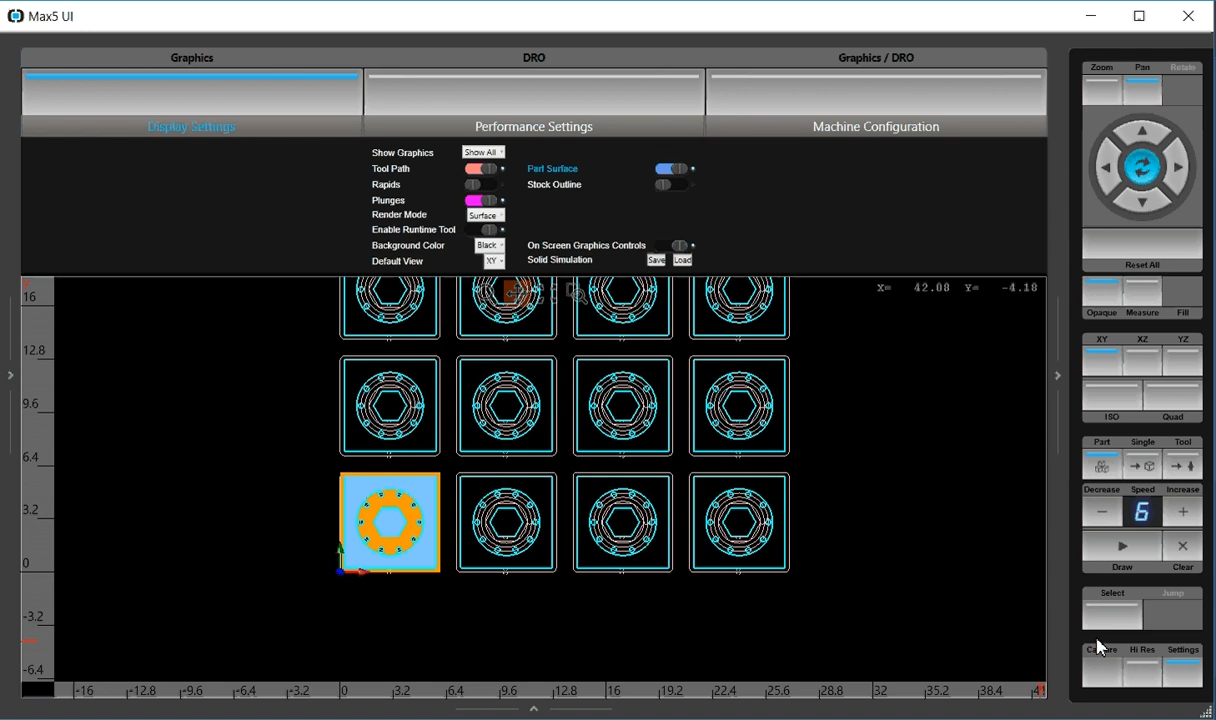 Max5 UI
Graphics
DRO
Graphics / DRO
Display Settings
Performance Settings
Machine Configuration
Show Graphics
Show All
Tool Path
Part Surface
Rapids
Stock Outline
Plunges
Render Mode
Surface
Enable Runtime Tool
Background Color
Black
On Screen Graphics Controls
Default View
XY
Solid Simulation
Save
Load
X= 42.08 Y= -4.18
16
12.8
9.6
6.4
3.2
0
-3.2
-6.4
-16 -12.8 -9.6 -6.4 -3.2 0 3.2 6.4 9.6 12.8 16 19.2 22.4 25.6 28.8 32 35.2 38.4
Zoom Pan Rotate
Reset All
Opaque Measure Fill
XY XZ YZ
ISO Quad
Part Single Tool
Decrease Speed Increase
6
Draw Clear
Select Jump
Hi Res Settings